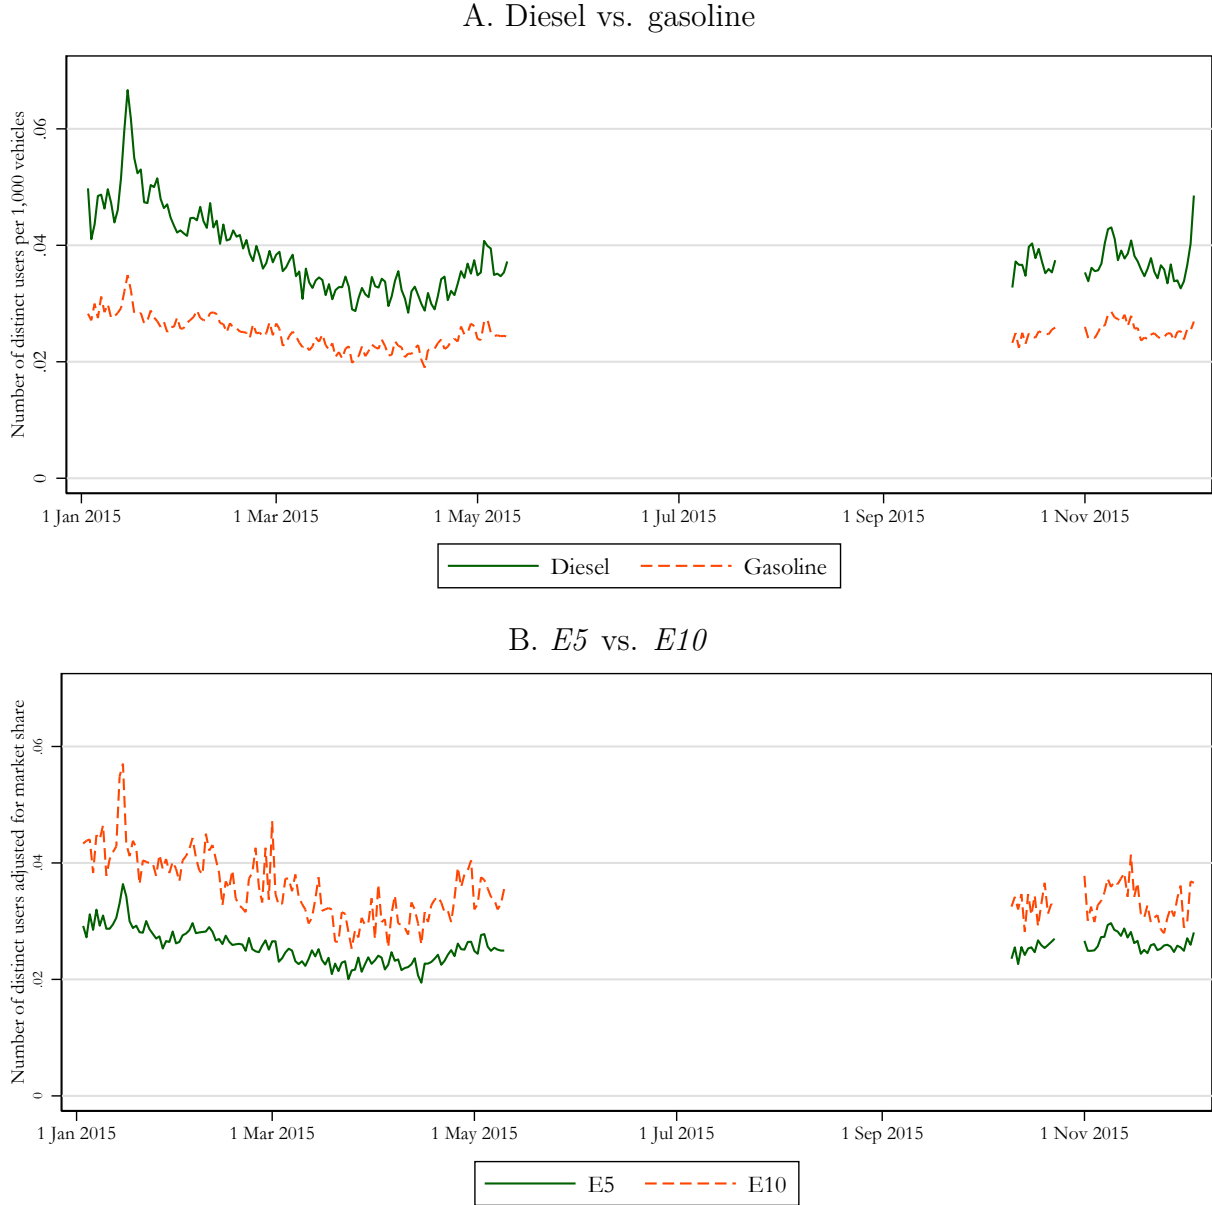 A. Diesel vs. gasoline
Number of distinct users per 1,000 vehicles
.06
.04
.02
0
1 Jan 2015 1 Mar 2015 1 May 2015 1 Jul 2015 1 Sep 2015 1 Nov 2015
Diesel Gasoline
B. E5 vs. E10
Number of distinct users adjusted for market share
.06
.04
.02
0
1 Jan 2015 1 Mar 2015 1 May 2015 1 Jul 2015 1 Sep 2015 1 Nov 2015
E5 E10